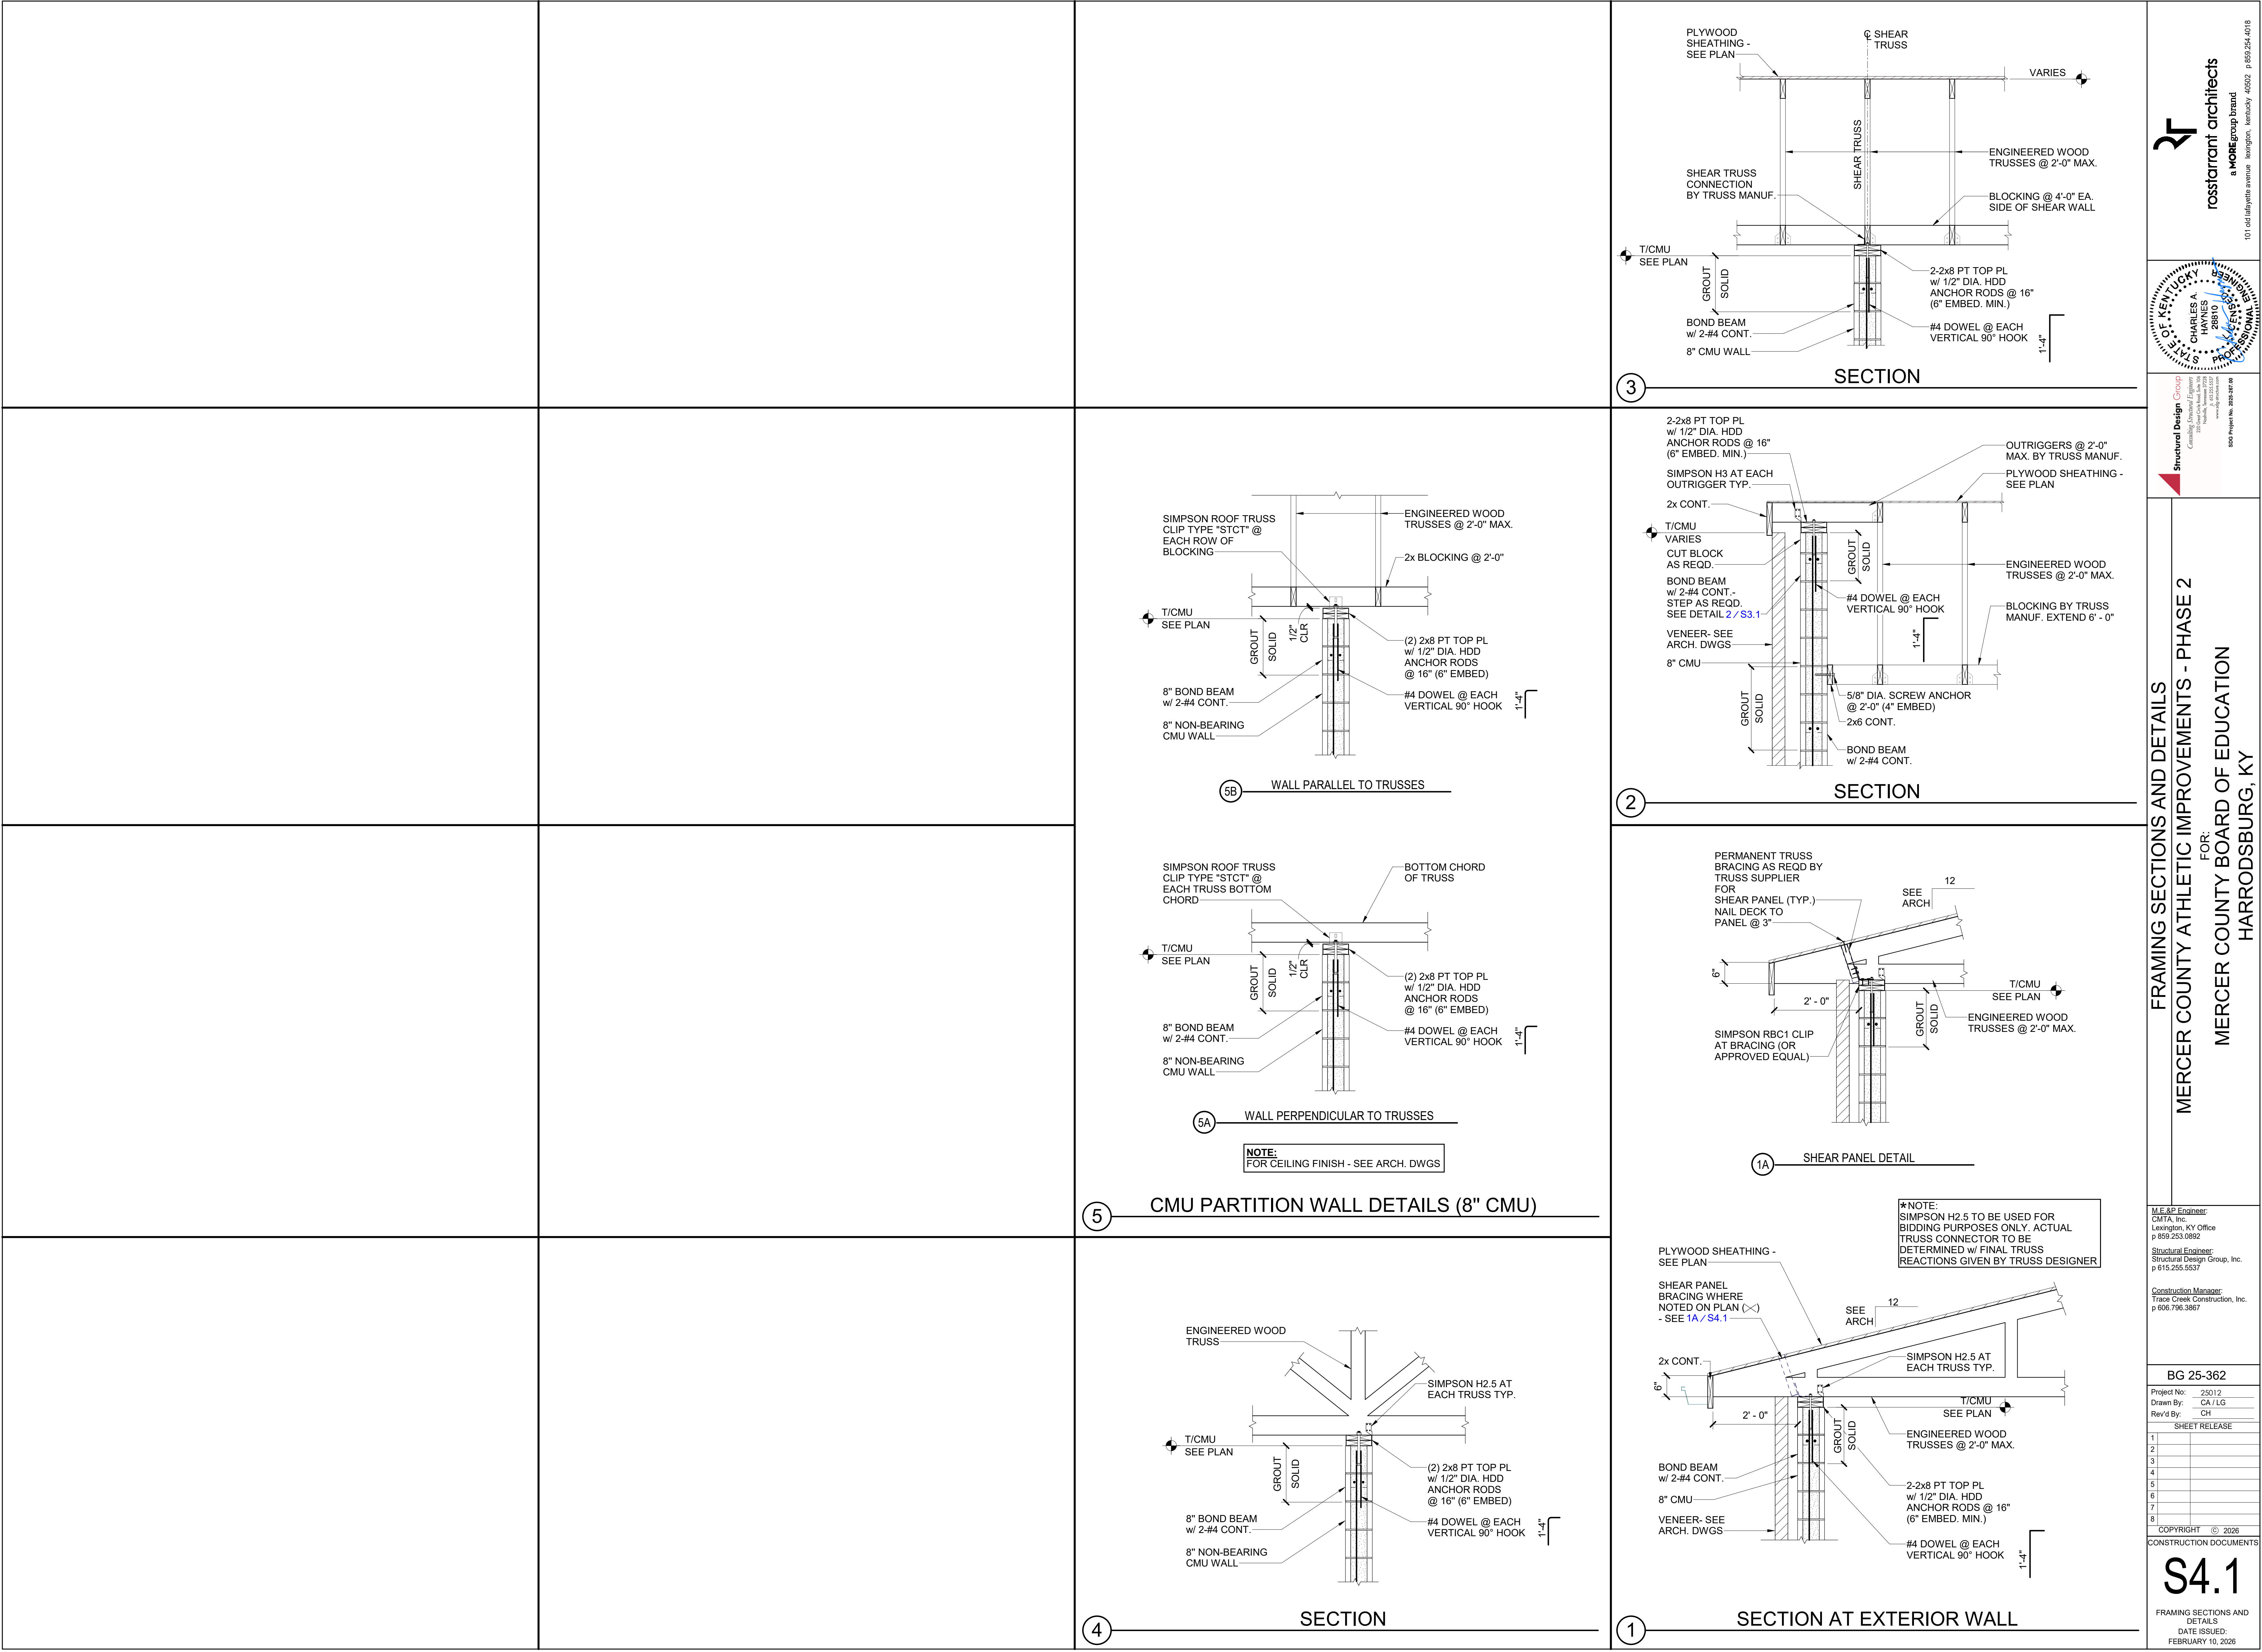 PLYWOOD
SHEATHING -
SEE PLAN
℄ SHEAR
TRUSS
VARIES
SHEAR TRUSS
ENGINEERED WOOD
TRUSSES @ 2'-0" MAX.
SHEAR TRUSS
CONNECTION
BY TRUSS MANUF.
BLOCKING @ 4'-0" EA.
SIDE OF SHEAR WALL
T/CMU
SEE PLAN
GROUT
SOLID
2-2x8 PT TOP PL
w/ 1/2" DIA. HDD
ANCHOR RODS @ 16"
(6" EMBED. MIN.)
BOND BEAM
w/ 2-#4 CONT.
#4 DOWEL @ EACH
VERTICAL 90° HOOK
1'-4"
8" CMU WALL
3
SECTION
2-2x8 PT TOP PL
w/ 1/2" DIA. HDD
ANCHOR RODS @ 16"
(6" EMBED. MIN.)
SIMPSON H3 AT EACH
OUTRIGGER TYP.
2x CONT.
T/CMU
VARIES
CUT BLOCK
AS REQD.
BOND BEAM
w/ 2-#4 CONT.-
STEP AS REQD.
SEE DETAIL 2 / S3.1
VENEER- SEE
ARCH. DWGS
8" CMU
GROUT
SOLID
OUTRIGGERS @ 2'-0"
MAX. BY TRUSS MANUF.
PLYWOOD SHEATHING -
SEE PLAN
GROUT
SOLID
ENGINEERED WOOD
TRUSSES @ 2'-0" MAX.
#4 DOWEL @ EACH
VERTICAL 90° HOOK
1'-4"
BLOCKING BY TRUSS
MANUF. EXTEND 6' - 0"
5/8" DIA. SCREW ANCHOR
@ 2'-0" (4" EMBED)
2x6 CONT.
BOND BEAM
w/ 2-#4 CONT.
2
SECTION
SIMPSON ROOF TRUSS
CLIP TYPE "STCT" @
EACH ROW OF
BLOCKING
ENGINEERED WOOD
TRUSSES @ 2'-0" MAX.
2x BLOCKING @ 2'-0"
T/CMU
SEE PLAN
GROUT
SOLID
1/2"
CLR
(2) 2x8 PT TOP PL
w/ 1/2" DIA. HDD
ANCHOR RODS
@ 16" (6" EMBED)
8" BOND BEAM
w/ 2-#4 CONT.
#4 DOWEL @ EACH
VERTICAL 90° HOOK
1'-4"
8" NON-BEARING
CMU WALL
5B
WALL PARALLEL TO TRUSSES
SIMPSON ROOF TRUSS
CLIP TYPE "STCT" @
EACH TRUSS BOTTOM
CHORD
BOTTOM CHORD
OF TRUSS
T/CMU
SEE PLAN
GROUT
SOLID
1/2"
CLR
(2) 2x8 PT TOP PL
w/ 1/2" DIA. HDD
ANCHOR RODS
@ 16" (6" EMBED)
8" BOND BEAM
w/ 2-#4 CONT.
#4 DOWEL @ EACH
VERTICAL 90° HOOK
1'-4"
8" NON-BEARING
CMU WALL
5A
WALL PERPENDICULAR TO TRUSSES
NOTE:
FOR CEILING FINISH - SEE ARCH. DWGS
5
CMU PARTITION WALL DETAILS (8" CMU)
PERMANENT TRUSS
BRACING AS REQD BY
TRUSS SUPPLIER
FOR
SHEAR PANEL (TYP.)
NAIL DECK TO
PANEL @ 3"
SEE
ARCH
12
6"
2' - 0"
T/CMU
SEE PLAN
GROUT
SOLID
ENGINEERED WOOD
TRUSSES @ 2'-0" MAX.
SIMPSON RBC1 CLIP
AT BRACING (OR
APPROVED EQUAL)
1A
SHEAR PANEL DETAIL
*NOTE:
SIMPSON H2.5 TO BE USED FOR
BIDDING PURPOSES ONLY. ACTUAL
TRUSS CONNECTOR TO BE
DETERMINED w/ FINAL TRUSS
REACTIONS GIVEN BY TRUSS DESIGNER
PLYWOOD SHEATHING -
SEE PLAN
SHEAR PANEL
BRACING WHERE
NOTED ON PLAN ( )
- SEE 1A / S4.1
SEE
ARCH
12
2x CONT.
6"
2' - 0"
SIMPSON H2.5 AT
EACH TRUSS TYP.
T/CMU
SEE PLAN
GROUT
SOLID
ENGINEERED WOOD
TRUSSES @ 2'-0" MAX.
BOND BEAM
w/ 2-#4 CONT.
8" CMU
VENEER- SEE
ARCH. DWGS
2-2x8 PT TOP PL
w/ 1/2" DIA. HDD
ANCHOR RODS @ 16"
(6" EMBED. MIN.)
#4 DOWEL @ EACH
VERTICAL 90° HOOK
1'-4"
1
SECTION AT EXTERIOR WALL
ENGINEERED WOOD
TRUSS
SIMPSON H2.5 AT
EACH TRUSS TYP.
T/CMU
SEE PLAN
GROUT
SOLID
(2) 2x8 PT TOP PL
w/ 1/2" DIA. HDD
ANCHOR RODS
@ 16" (6" EMBED)
8" BOND BEAM
w/ 2-#4 CONT.
#4 DOWEL @ EACH
VERTICAL 90° HOOK
1'-4"
8" NON-BEARING
CMU WALL
4
SECTION
rosstarrant architects
a MOREgroup brand
101 old lafayette avenue lexington, kentucky 40502 p 859.254.4018
STATE OF KENTUCKY
CHARLES A.
HAYNES
26810
LICENSED
PROFESSIONAL ENGINEER
Structural Design Group
Consulting Structural Engineers
SDG Project No. 2025-267.00
FRAMING SECTIONS AND DETAILS
MERCER COUNTY ATHLETIC IMPROVEMENTS - PHASE 2
FOR:
MERCER COUNTY BOARD OF EDUCATION
HARRODSBURG, KY
M,E,&P Engineer:
CMTA, Inc.
Lexington, KY Office
p 859.253.0892
Structural Engineer:
Structural Design Group, Inc.
p 615.255.5537
Construction Manager:
Trace Creek Construction, Inc.
p 606.796.3867
BG 25-362
Project No: 25012
Drawn By: CA / LG
Rev'd By: CH
SHEET RELEASE
1
2
3
4
5
6
7
8
COPYRIGHT © 2026
CONSTRUCTION DOCUMENTS
S4.1
FRAMING SECTIONS AND
DETAILS
DATE ISSUED:
FEBRUARY 10, 2026